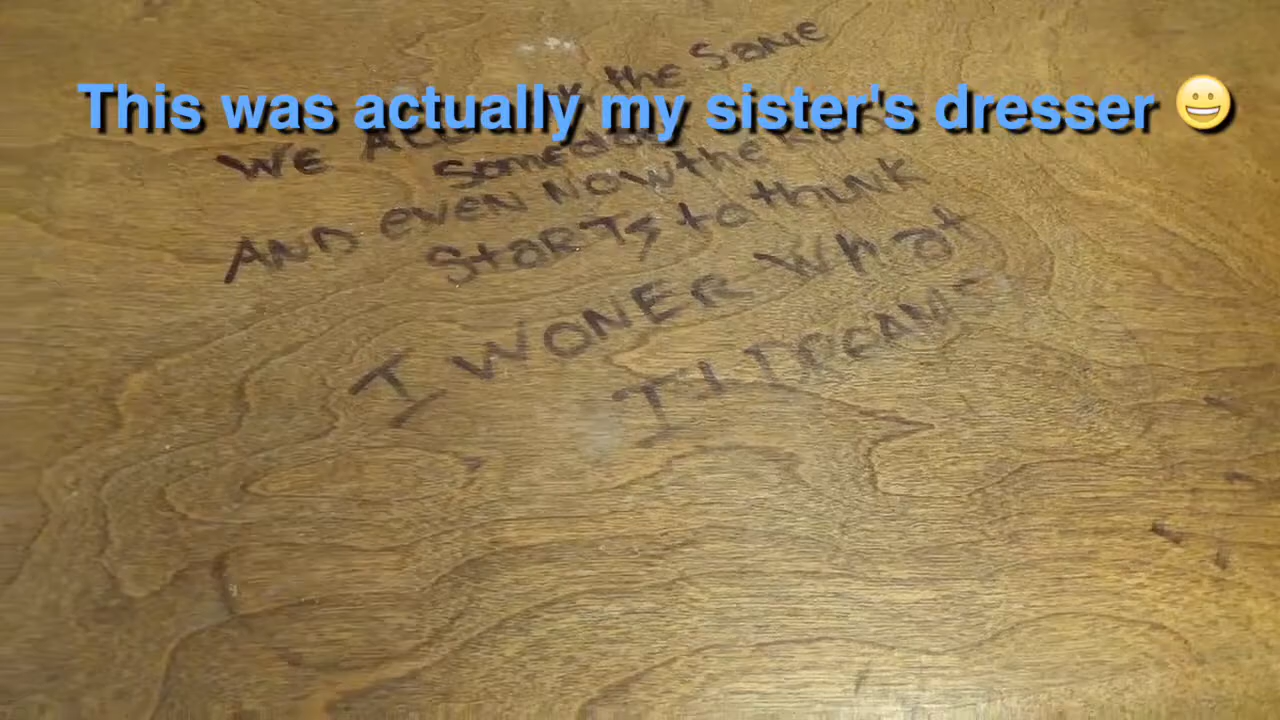 This was actually my sister's dresser 😀
the Same
WE
Someday
AND even Now the
Starts to think
I WONER What
I